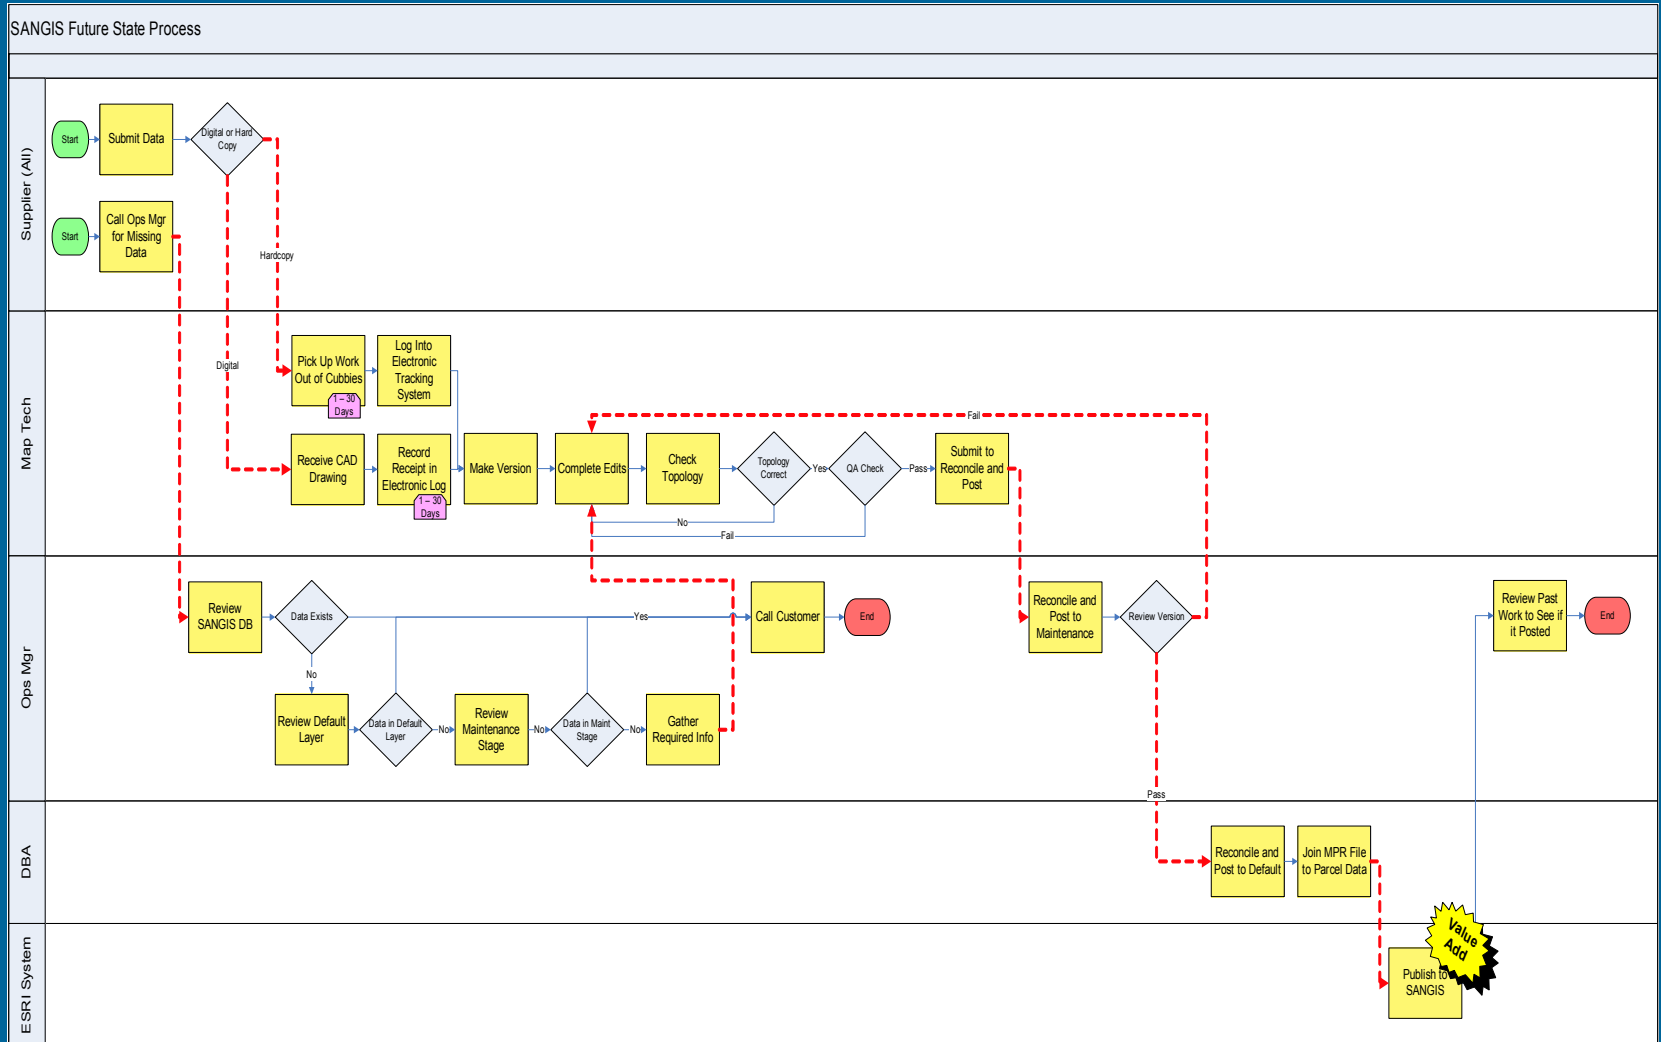 SANGIS Future State Process
Supplier (All)
Start
Submit Data
Digital or Hard
Copy
Start
Call Ops Mgr
for Missing
Data
Hardcopy
Digital
Map Tech
Pick Up Work
Out of Cubbies
1 – 30
Days
Log Into
Electronic
Tracking
System
Receive CAD
Drawing
Record
Receipt in
Electronic Log
1 – 30
Days
Make Version
Complete Edits
Check
Topology
Topology
Correct
Yes
QA Check
Pass
Submit to
Reconcile and
Post
Fail
No
Fail
Ops Mgr
Review
SANGIS DB
Data Exists
Yes
Call Customer
End
No
Review Default
Layer
Data in Default
Layer
No
Review
Maintenance
Stage
No
Data in Maint
Stage
No
Gather
Required Info
Reconcile and
Post to
Maintenance
Review Version
Pass
Review Past
Work to See if
it Posted
End
DBA
Reconcile and
Post to Default
Join MPR File
to Parcel Data
ESRI System
Value
Add
Publish to
SANGIS